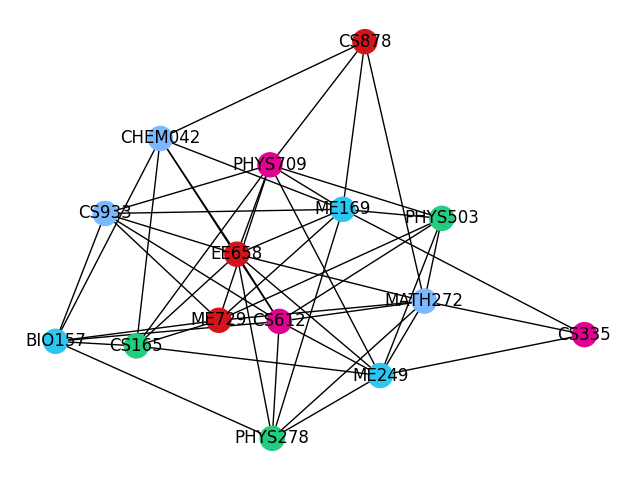 CS878
CHEM042
PHYS709
CS933
ME169
PHYS503
EE658
MATH272
ME729
CS612
CS335
BIO157
CS165
ME249
PHYS278